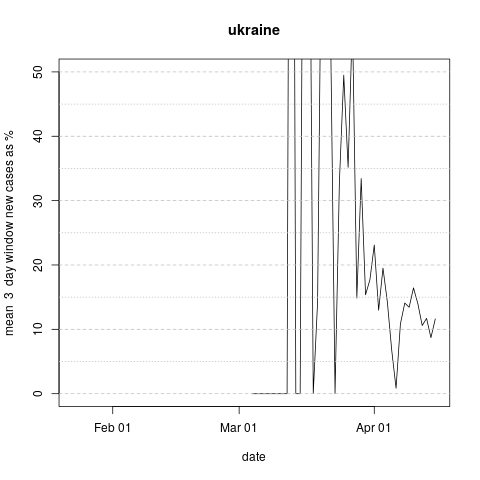 ukraine
mean 3 day window new cases as %
50
40
30
20
10
0
Feb 01
Mar 01
Apr 01
date